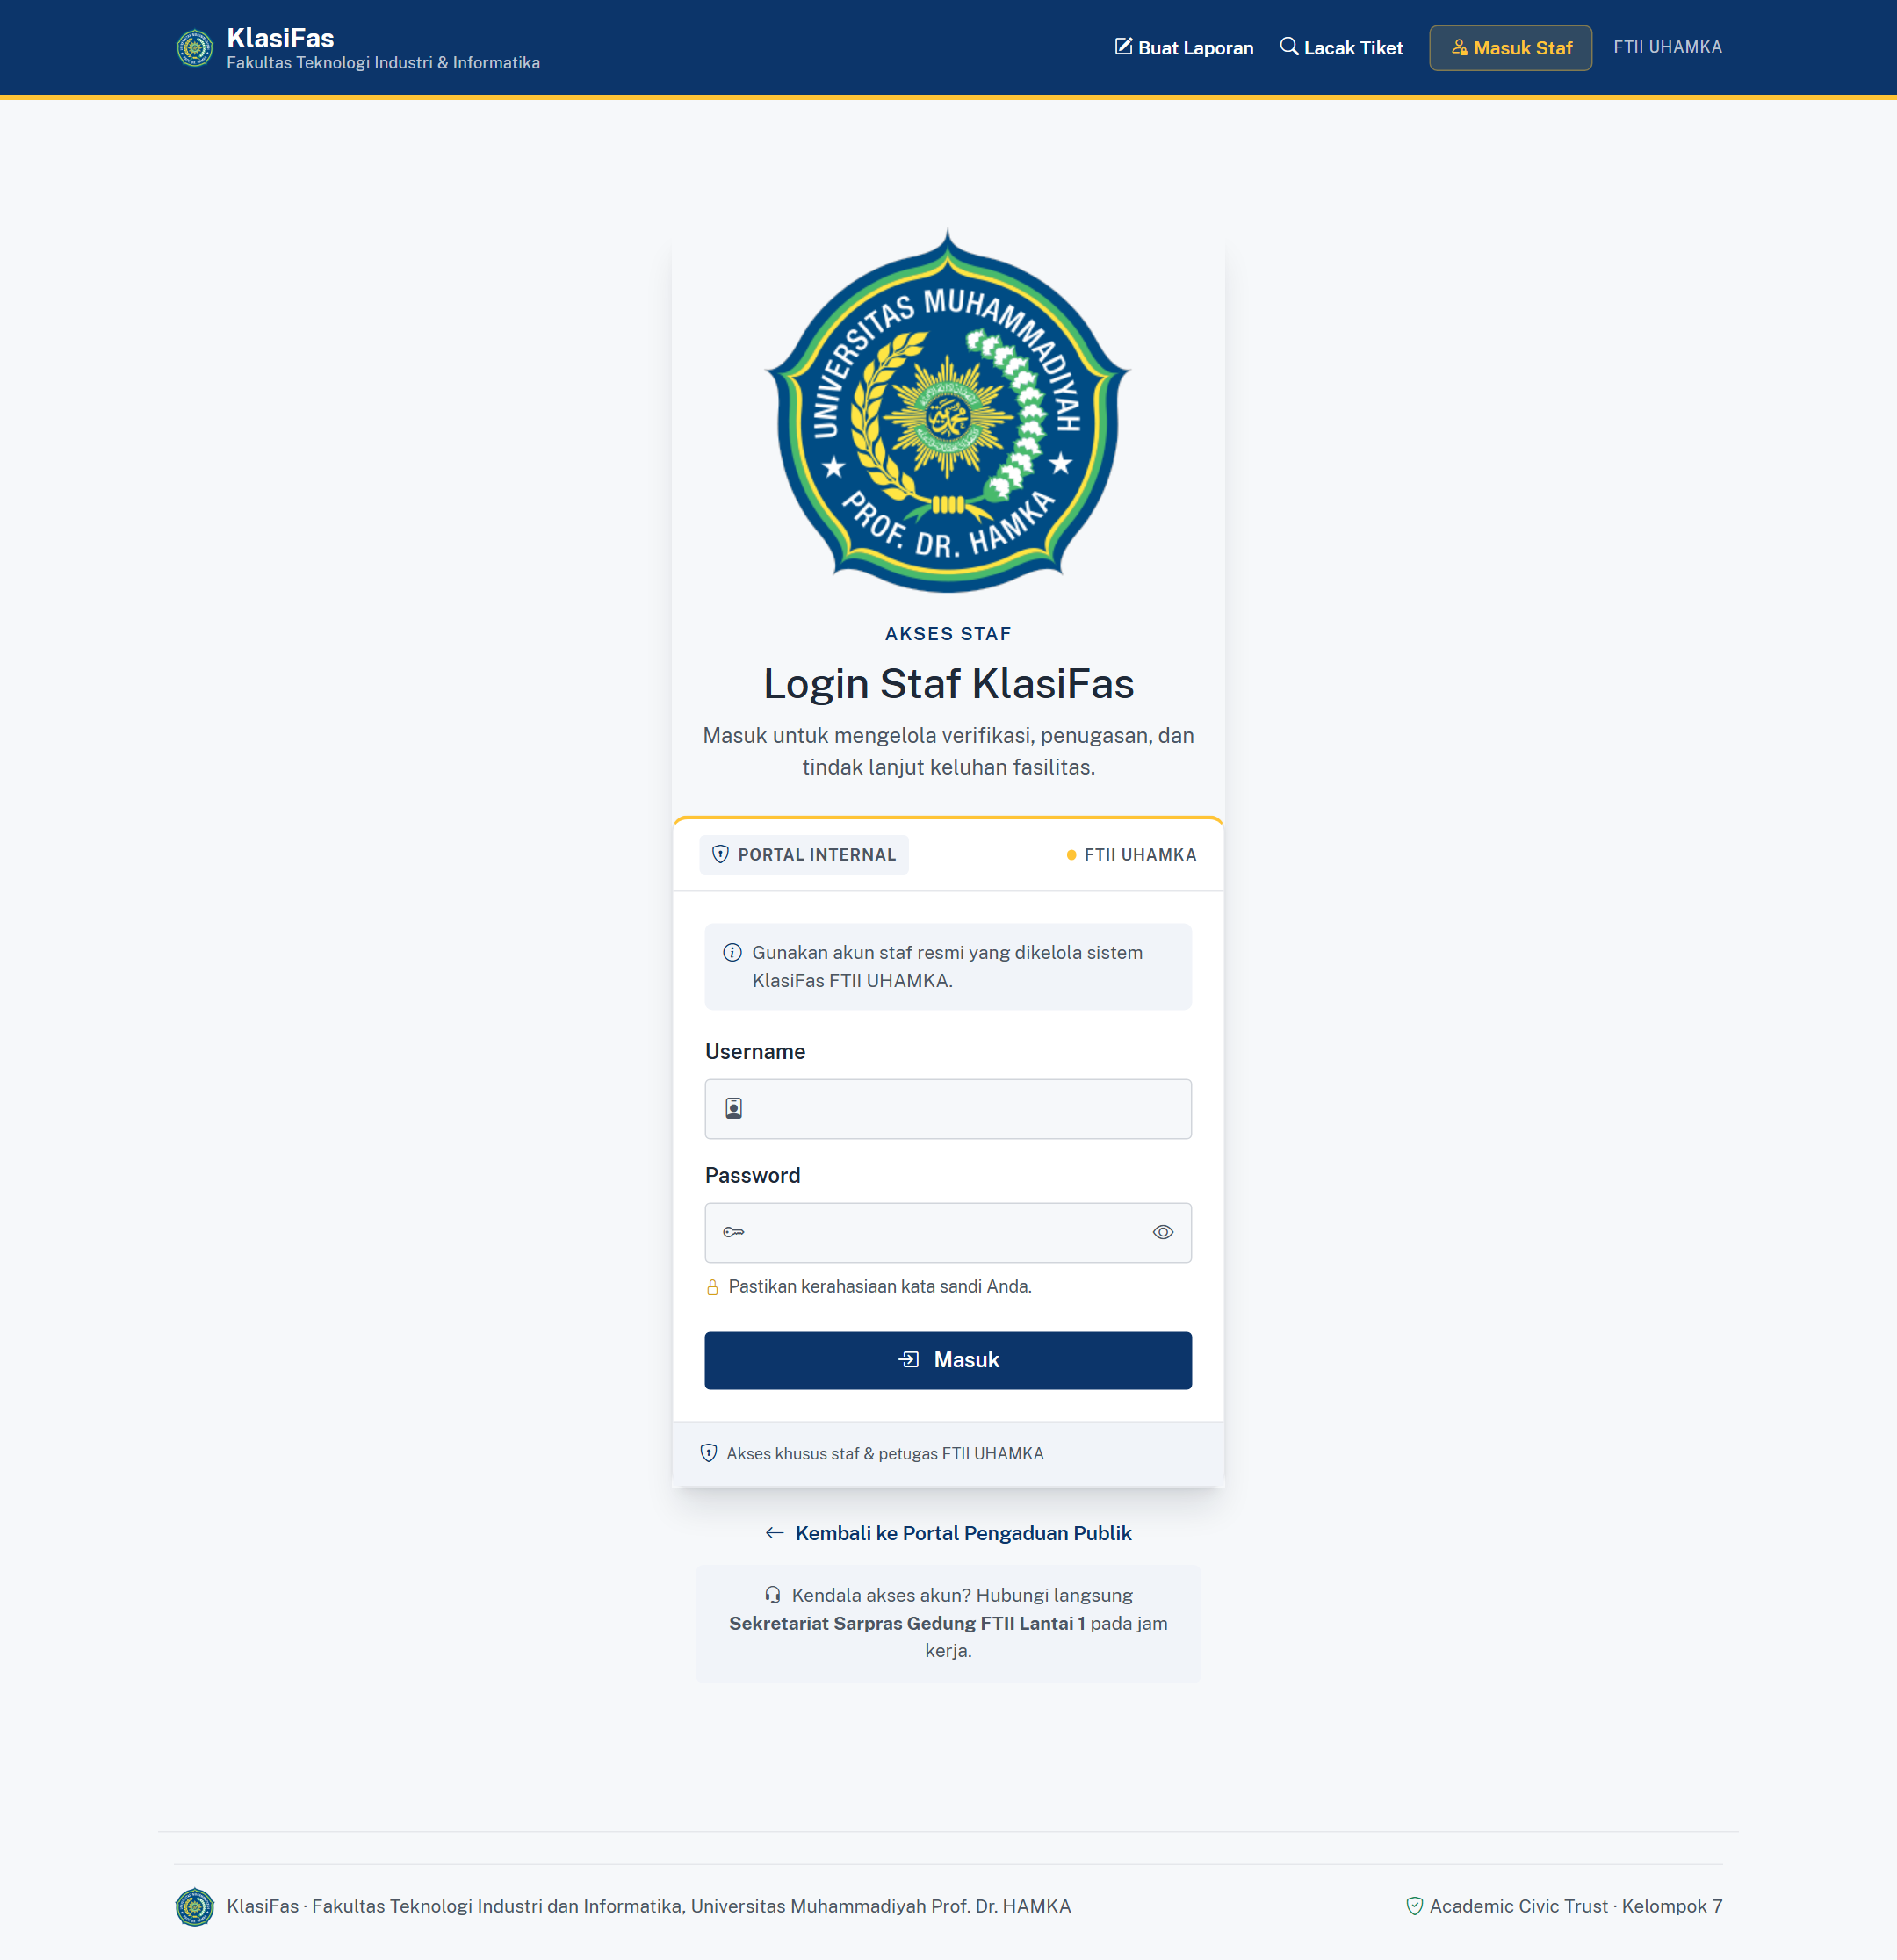 KlasiFas
Fakultas Teknologi Industri & Informatika
Buat Laporan
Lacak Tiket
Masuk Staf
FTII UHAMKA
UNIVERSITAS MUHAMMADIYAH
PROF. DR. HAMKA
AKSES STAF
Login Staf KlasiFas
Masuk untuk mengelola verifikasi, penugasan, dan
tindak lanjut keluhan fasilitas.
PORTAL INTERNAL
FTII UHAMKA
Gunakan akun staf resmi yang dikelola sistem
KlasiFas FTII UHAMKA.
Username
Password
Pastikan kerahasiaan kata sandi Anda.
Masuk
Akses khusus staf & petugas FTII UHAMKA
Kembali ke Portal Pengaduan Publik
Kendala akses akun? Hubungi langsung
Sekretariat Sarpras Gedung FTII Lantai 1 pada jam
kerja.
KlasiFas · Fakultas Teknologi Industri dan Informatika, Universitas Muhammadiyah Prof. Dr. HAMKA
Academic Civic Trust · Kelompok 7